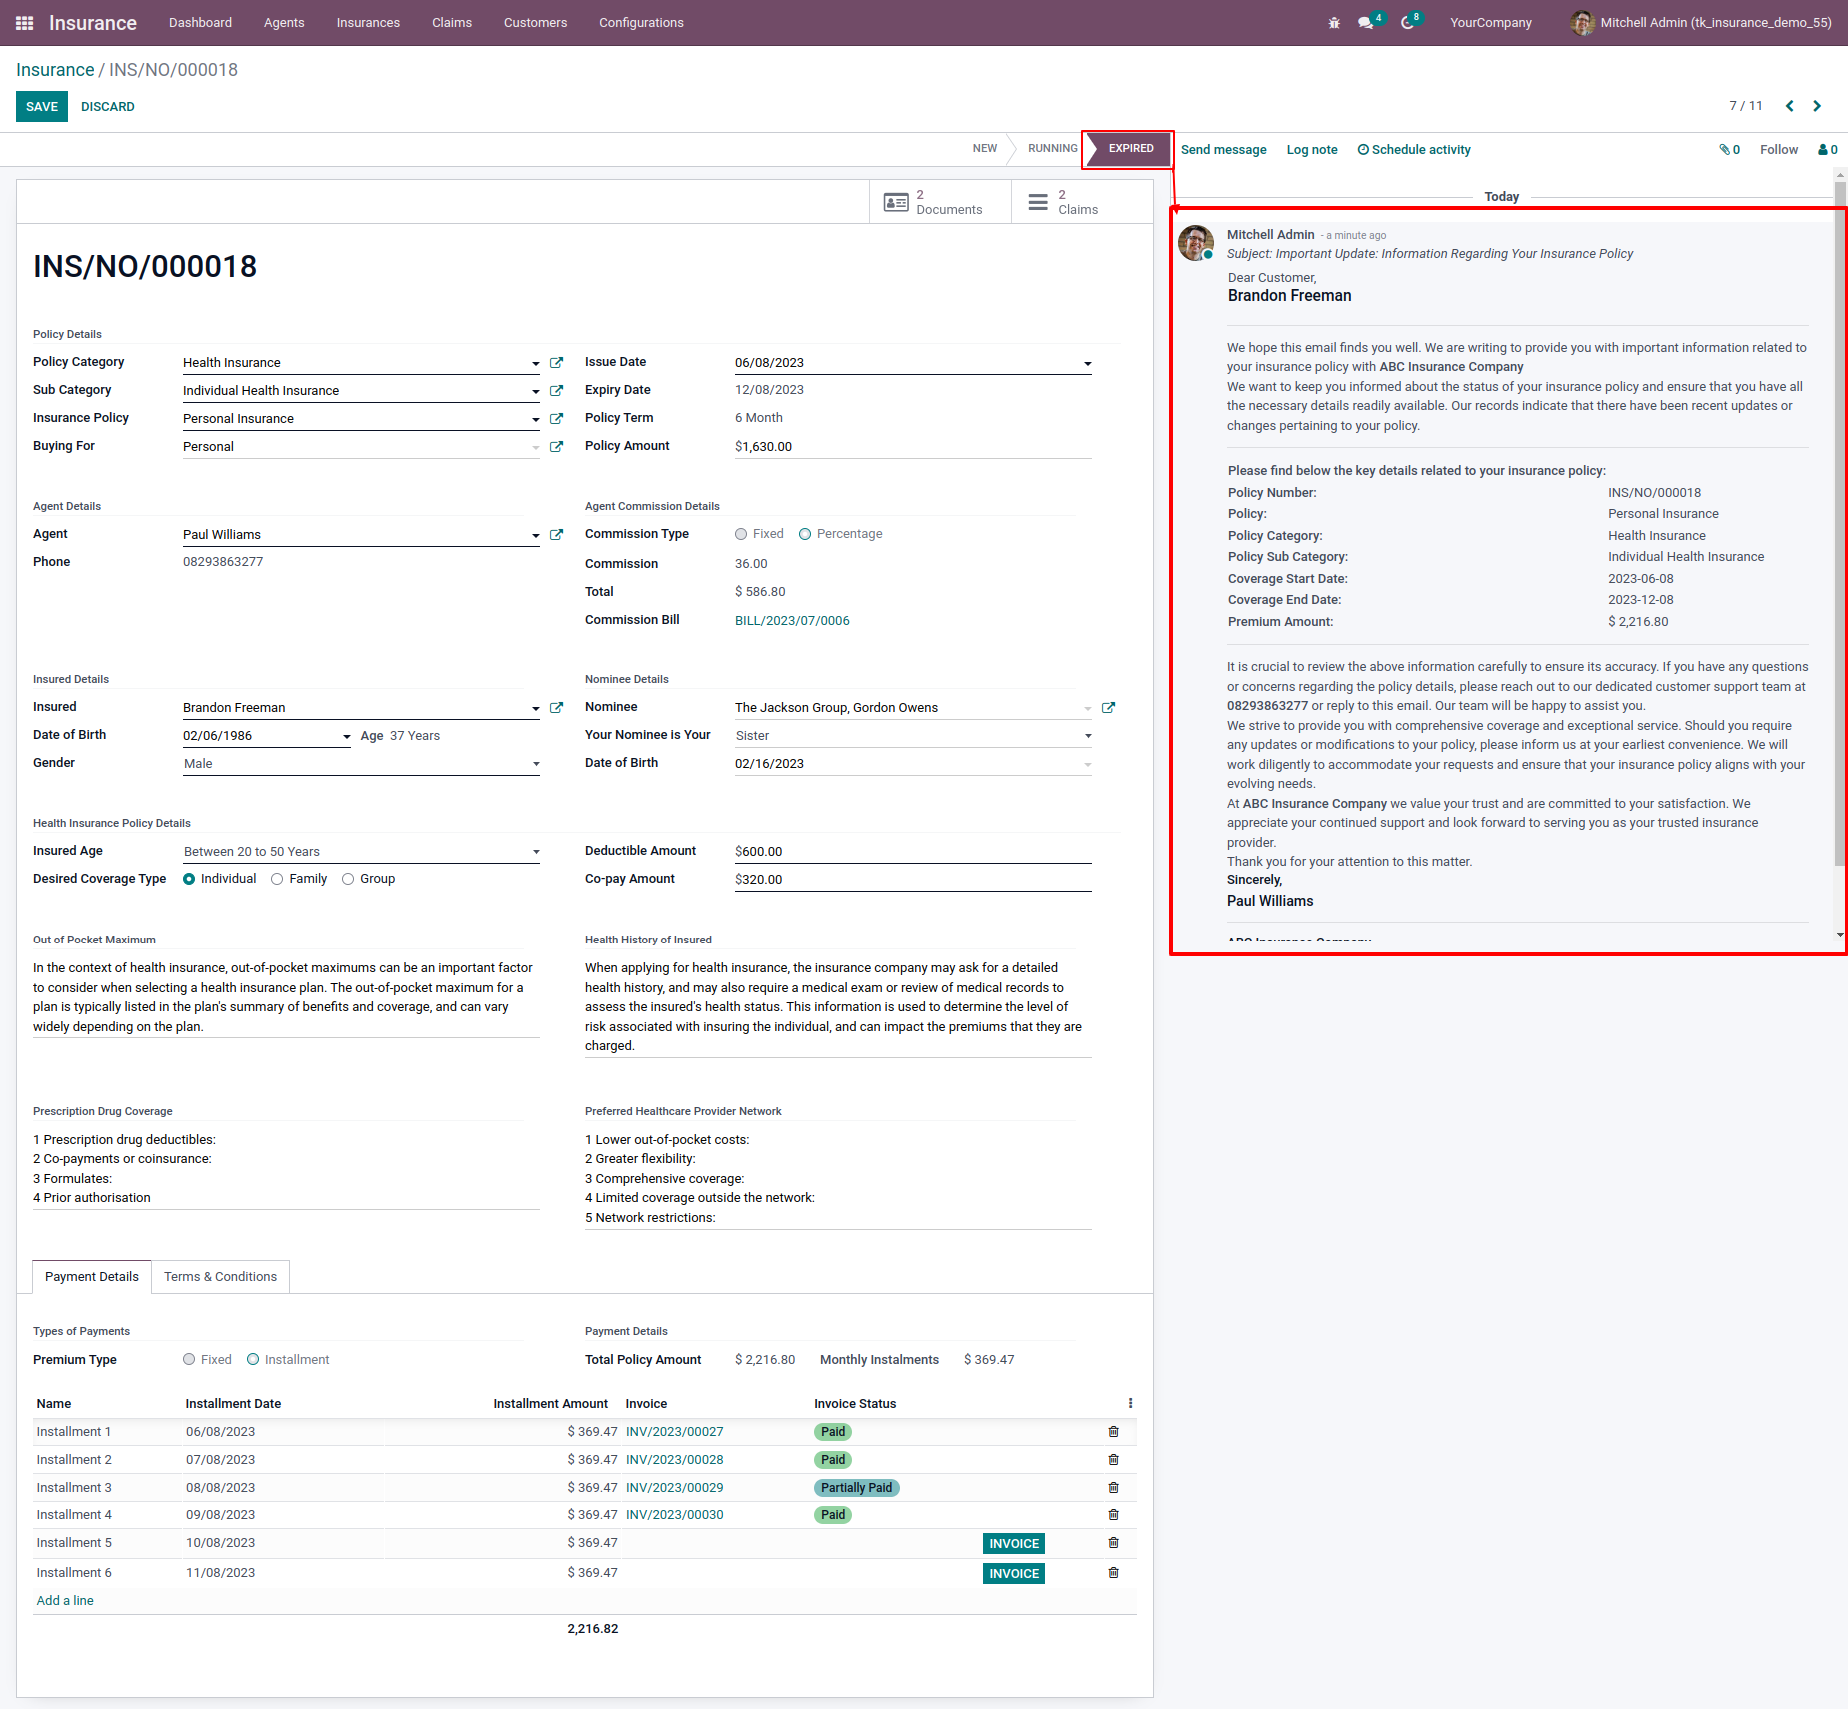 Insurance Dashboard Agents Insurances Claims Customers Configurations 4 8 YourCompany Mitchell Admin (tk_insurance_demo_55)
Insurance / INS/NO/000018
SAVE DISCARD 7 / 11
NEW RUNNING EXPIRED Send message Log note Schedule activity 0 Follow 0
2 Documents
2 Claims
INS/NO/000018
Policy Details
Policy Category Health Insurance Issue Date 06/08/2023
Sub Category Individual Health Insurance Expiry Date 12/08/2023
Insurance Policy Personal Insurance Policy Term 6 Month
Buying For Personal Policy Amount $1,630.00
Agent Details Agent Commission Details
Agent Paul Williams Commission Type Fixed Percentage
Phone 08293863277 Commission 36.00
Total $ 586.80
Commission Bill BILL/2023/07/0006
Insured Details Nominee Details
Insured Brandon Freeman Nominee The Jackson Group, Gordon Owens
Date of Birth 02/06/1986 Age 37 Years Your Nominee is Your Sister
Gender Male Date of Birth 02/16/2023
Health Insurance Policy Details
Insured Age Between 20 to 50 Years Deductible Amount $600.00
Desired Coverage Type Individual Family Group Co-pay Amount $320.00
Out of Pocket Maximum
In the context of health insurance, out-of-pocket maximums can be an important factor
to consider when selecting a health insurance plan. The out-of-pocket maximum for a
plan is typically listed in the plan's summary of benefits and coverage, and can vary
widely depending on the plan.
Health History of Insured
When applying for health insurance, the insurance company may ask for a detailed
health history, and may also require a medical exam or review of medical records to
assess the insured's health status. This information is used to determine the level of
risk associated with insuring the individual, and can impact the premiums that they are
charged.
Prescription Drug Coverage
1 Prescription drug deductibles:
2 Co-payments or coinsurance:
3 Formulates:
4 Prior authorisation
Preferred Healthcare Provider Network
1 Lower out-of-pocket costs:
2 Greater flexibility:
3 Comprehensive coverage:
4 Limited coverage outside the network:
5 Network restrictions:
Payment Details Terms & Conditions
Types of Payments Payment Details
Premium Type Fixed Installment Total Policy Amount $ 2,216.80 Monthly Instalments $ 369.47
Name Installment Date Installment Amount Invoice Invoice Status
Installment 1 06/08/2023 $ 369.47 INV/2023/00027 Paid
Installment 2 07/08/2023 $ 369.47 INV/2023/00028 Paid
Installment 3 08/08/2023 $ 369.47 INV/2023/00029 Partially Paid
Installment 4 09/08/2023 $ 369.47 INV/2023/00030 Paid
Installment 5 10/08/2023 $ 369.47 INVOICE
Installment 6 11/08/2023 $ 369.47 INVOICE
Add a line
2,216.82
Today
Mitchell Admin - a minute ago
Subject: Important Update: Information Regarding Your Insurance Policy
Dear Customer,
Brandon Freeman
We hope this email finds you well. We are writing to provide you with important information related to
your insurance policy with ABC Insurance Company
We want to keep you informed about the status of your insurance policy and ensure that you have all
the necessary details readily available. Our records indicate that there have been recent updates or
changes pertaining to your policy.
Please find below the key details related to your insurance policy:
Policy Number: INS/NO/000018
Policy: Personal Insurance
Policy Category: Health Insurance
Policy Sub Category: Individual Health Insurance
Coverage Start Date: 2023-06-08
Coverage End Date: 2023-12-08
Premium Amount: $ 2,216.80
It is crucial to review the above information carefully to ensure its accuracy. If you have any questions
or concerns regarding the policy details, please reach out to our dedicated customer support team at
08293863277 or reply to this email. Our team will be happy to assist you.
We strive to provide you with comprehensive coverage and exceptional service. Should you require
any updates or modifications to your policy, please inform us at your earliest convenience. We will
work diligently to accommodate your requests and ensure that your insurance policy aligns with your
evolving needs.
At ABC Insurance Company we value your trust and are committed to your satisfaction. We
appreciate your continued support and look forward to serving you as your trusted insurance
provider.
Thank you for your attention to this matter.
Sincerely,
Paul Williams
ABC Insurance Company